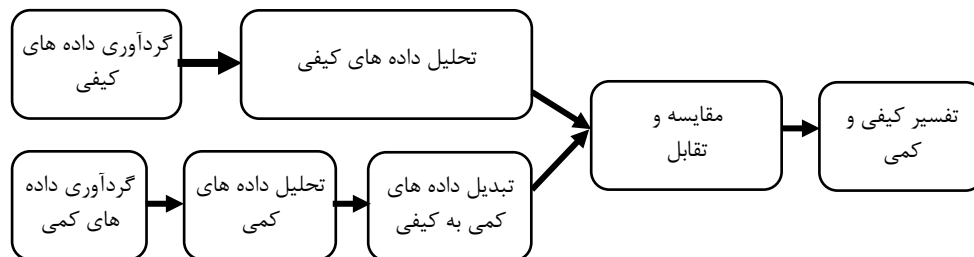 گردآوری داده های
کیفی
تحلیل داده های کیفی
مقایسه و
تقابل
تفسیر کیفی و
کمی
گردآوری داده
های کمی
تحلیل داده های
کمی
تبدیل داده های
کمی به کیفی